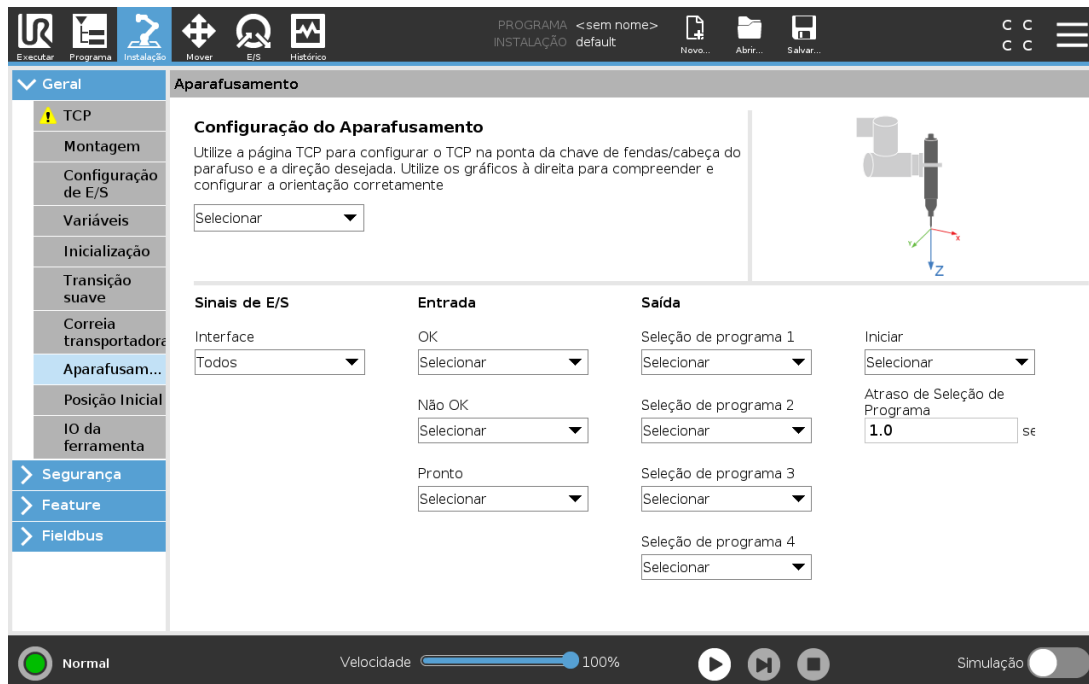 PROGRAMA <sem nome>
INSTALAÇÃO default
C C
C C
Executar Programa Instalação Mover E/S Histórico Novo... Abrir... Salvar...
Geral
Aparafusamento
TCP
Montagem
Configuração
de E/S
Variáveis
Inicialização
Transição
suave
Correia
transportadora
Aparafusam...
Posição Inicial
IO da
ferramenta
Segurança
Feature
Fieldbus
Configuração do Aparafusamento
Utilize a página TCP para configurar o TCP na ponta da chave de fendas/cabeça do
parafuso e a direção desejada. Utilize os gráficos à direita para compreender e
configurar a orientação corretamente
Selecionar
Y X
Z
Sinais de E/S Entrada Saída
Interface OK Seleção de programa 1 Iniciar
Todos Selecionar Selecionar Selecionar
Não OK Seleção de programa 2 Atraso de Seleção de
Programa
Selecionar Selecionar 1.0 se
Pronto Seleção de programa 3
Selecionar Selecionar
Seleção de programa 4
Selecionar
Normal Velocidade 100% Simulação